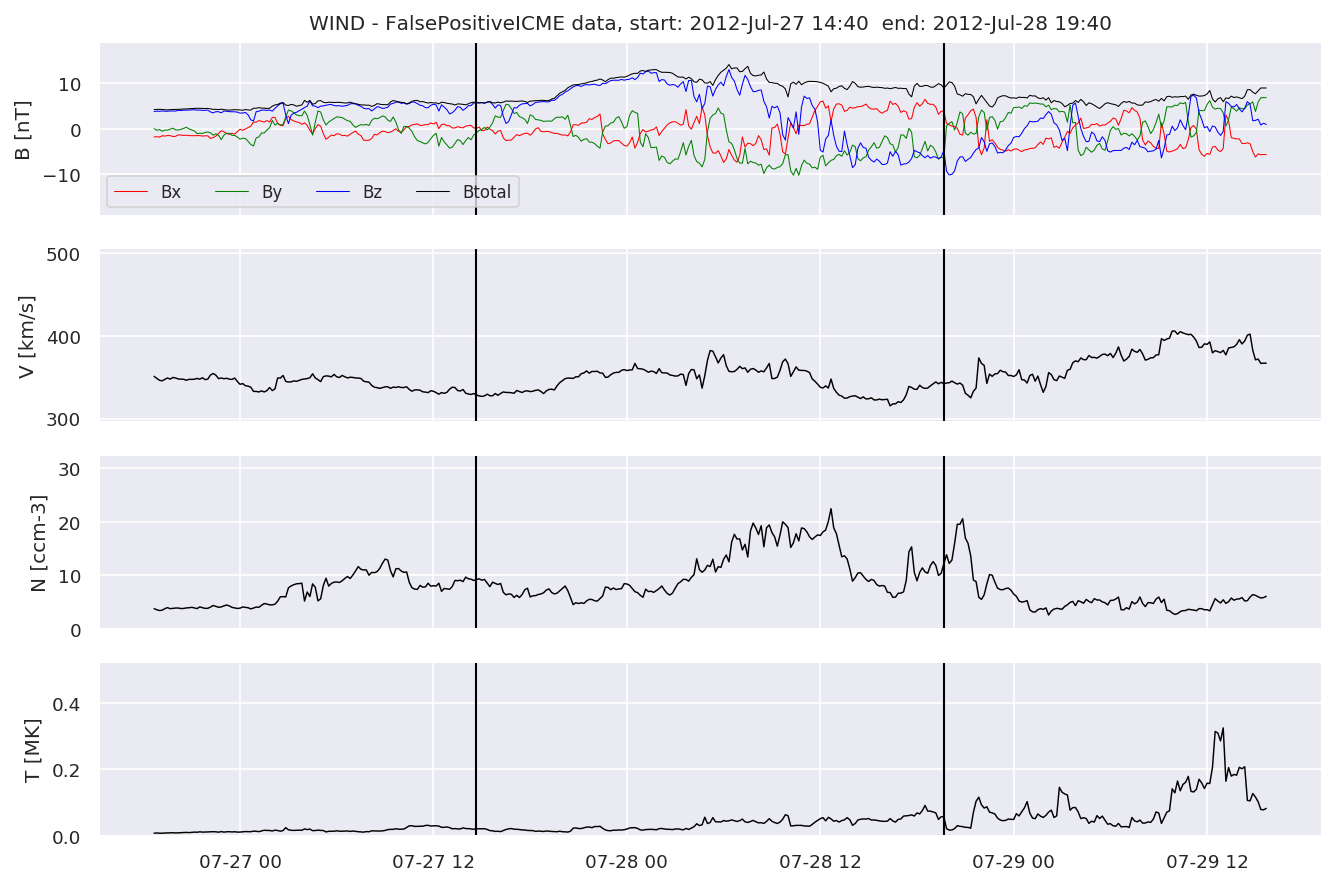 WIND - FalsePositiveICME data, start: 2012-Jul-27 14:40  end: 2012-Jul-28 19:40
B [nT]
10
0
−10
Bx By Bz Btotal
V [km/s]
500
400
300
N [ccm-3]
30
20
10
0
T [MK]
0.4
0.2
0.0
07-27 00 07-27 12 07-28 00 07-28 12 07-29 00 07-29 12